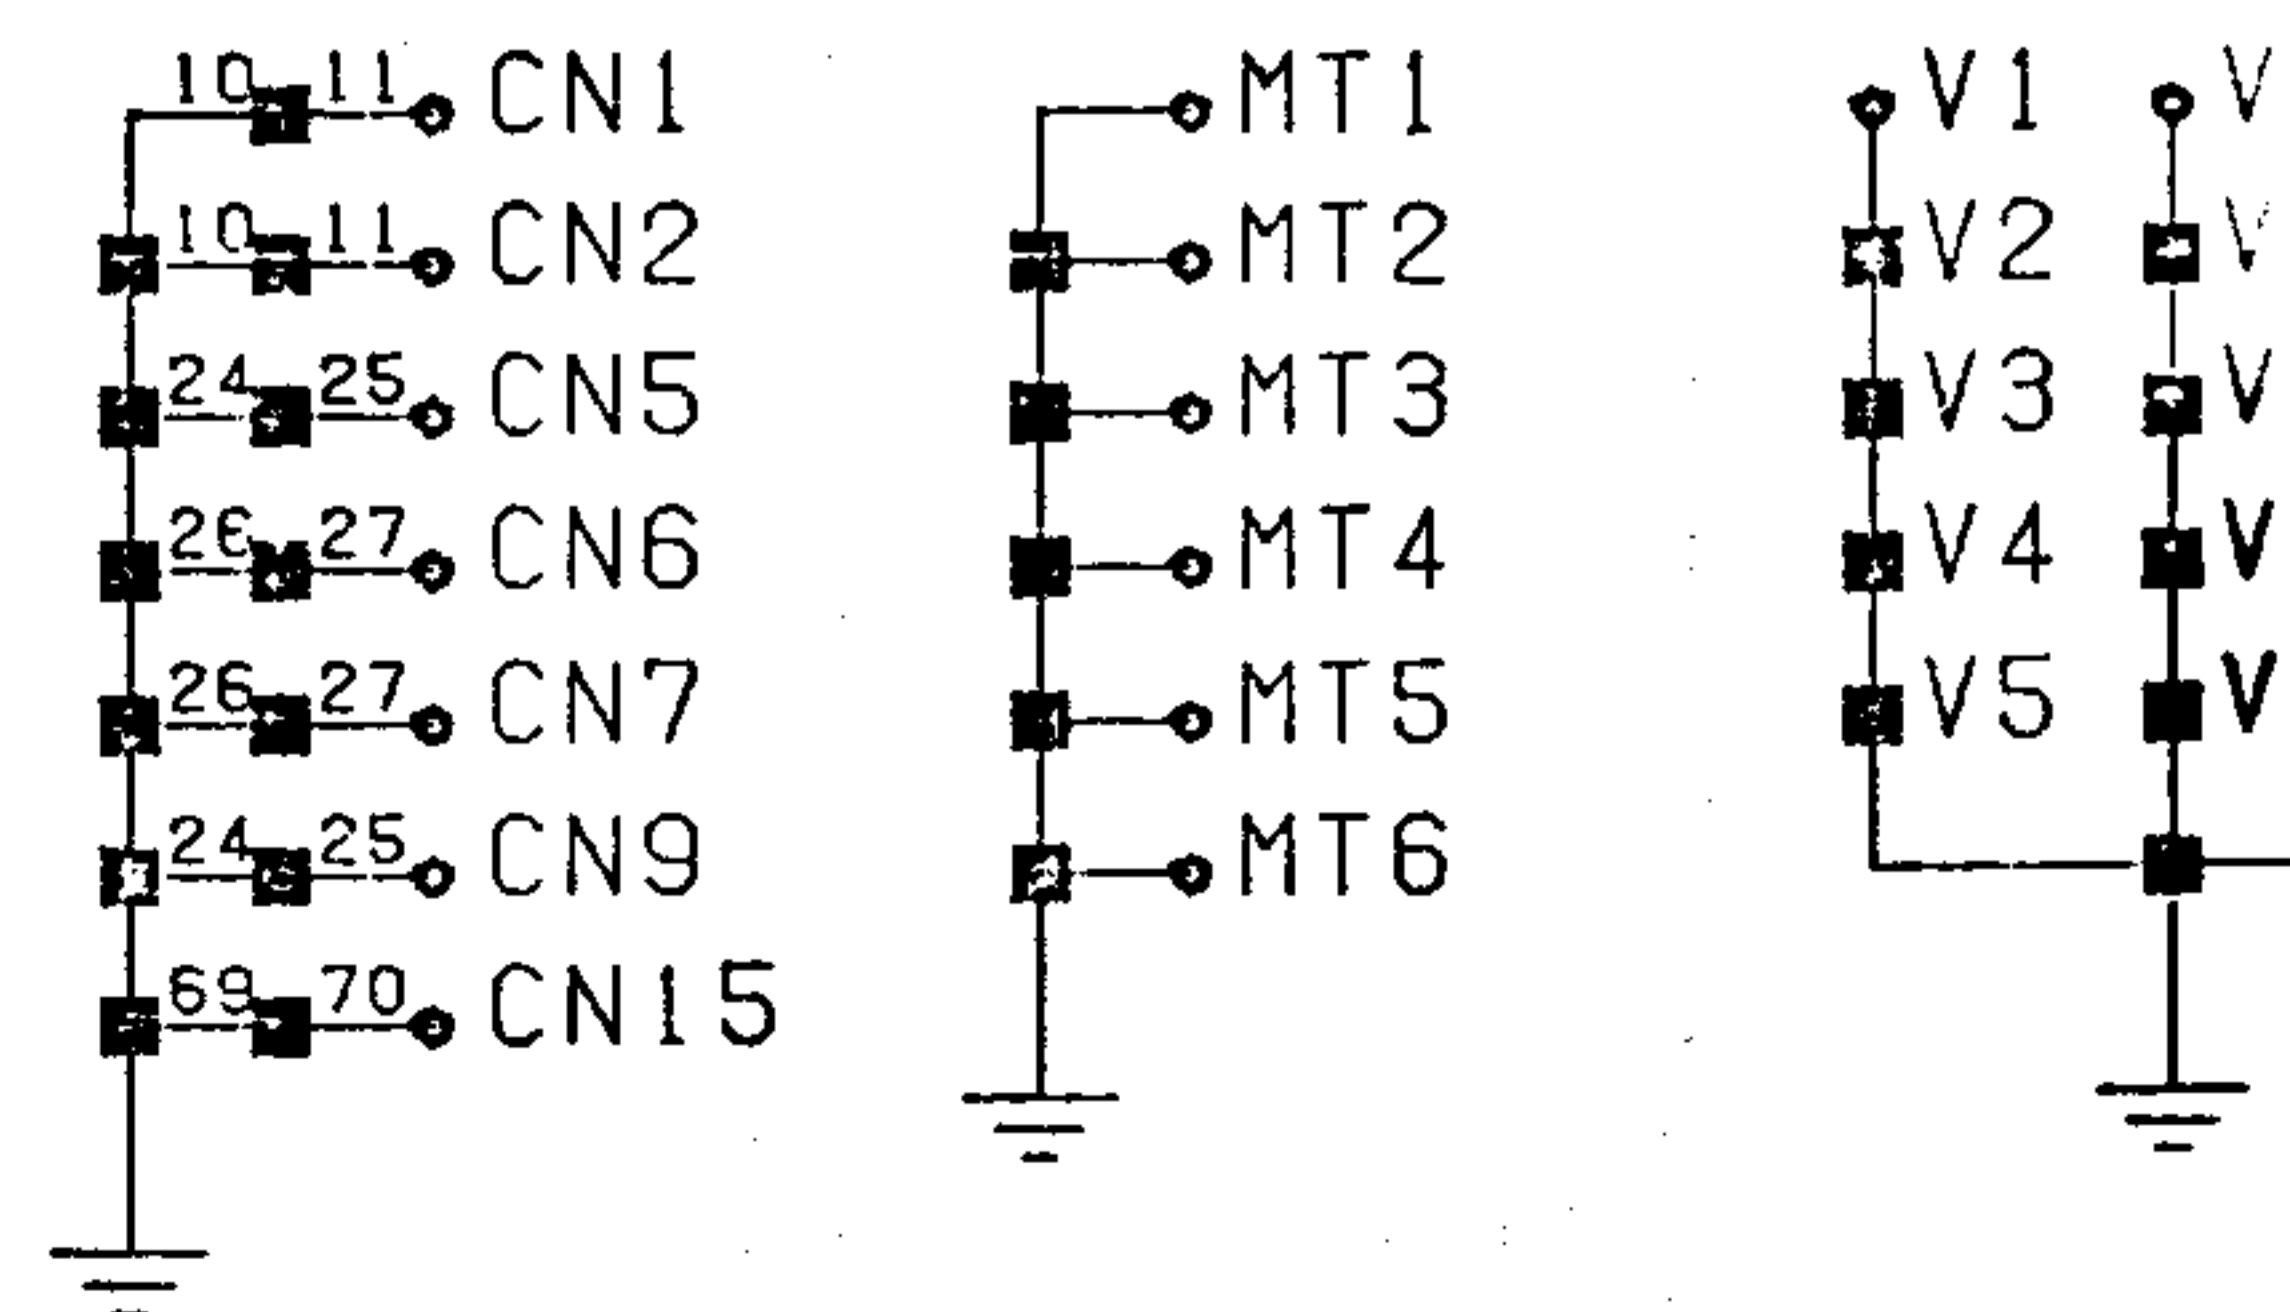 10 11 CN1 MT1 V1 V
10 11 CN2 MT2 V2 V
24 25 CN5 MT3 V3 V
26 27 CN6 MT4 V4 V
26 27 CN7 MT5 V5 V
24 25 CN9 MT6
69 70 CN15